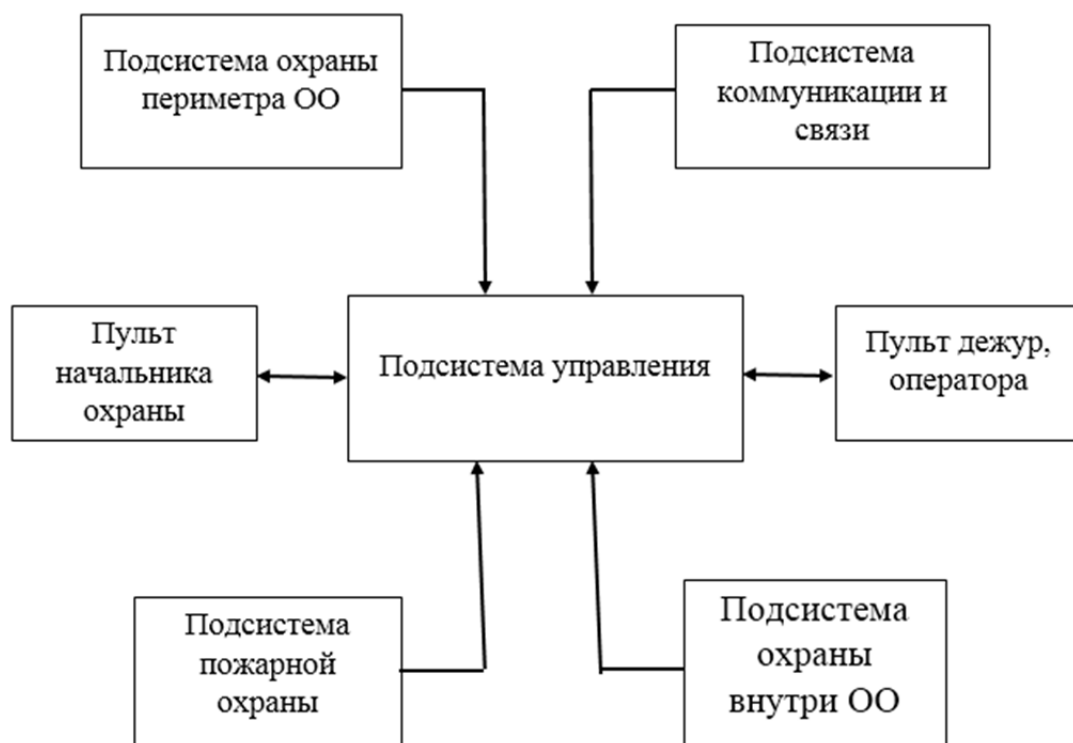 Подсистема охраны
периметра ОО
Подсистема
коммуникации и
связи
Пульт
начальника
охраны
Подсистема управления
Пульт дежур,
оператора
Подсистема
пожарной
охраны
Подсистема
охраны
внутри ОО